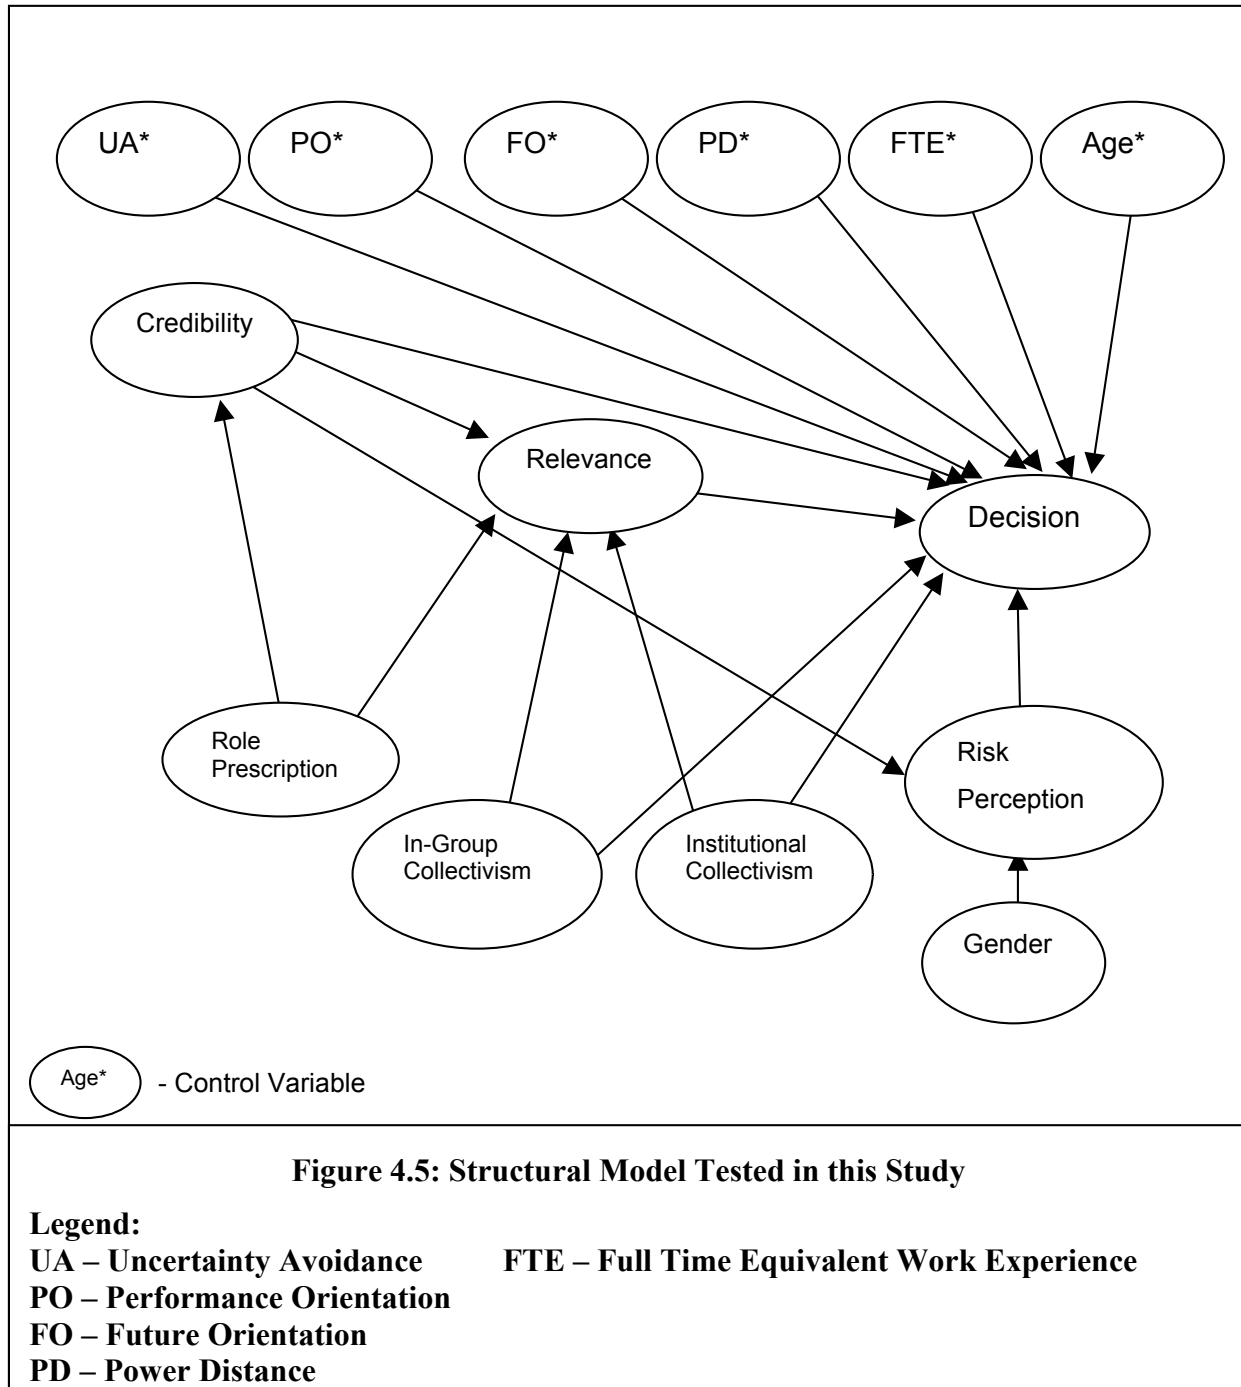 UA*
PO*
FO*
PD*
FTE*
Age*
Credibility
Relevance
Decision
Role
Prescription
In-Group
Collectivism
Institutional
Collectivism
Risk
Perception
Gender
Age* - Control Variable
Figure 4.5: Structural Model Tested in this Study
Legend:
UA – Uncertainty Avoidance FTE – Full Time Equivalent Work Experience
PO – Performance Orientation
FO – Future Orientation
PD – Power Distance